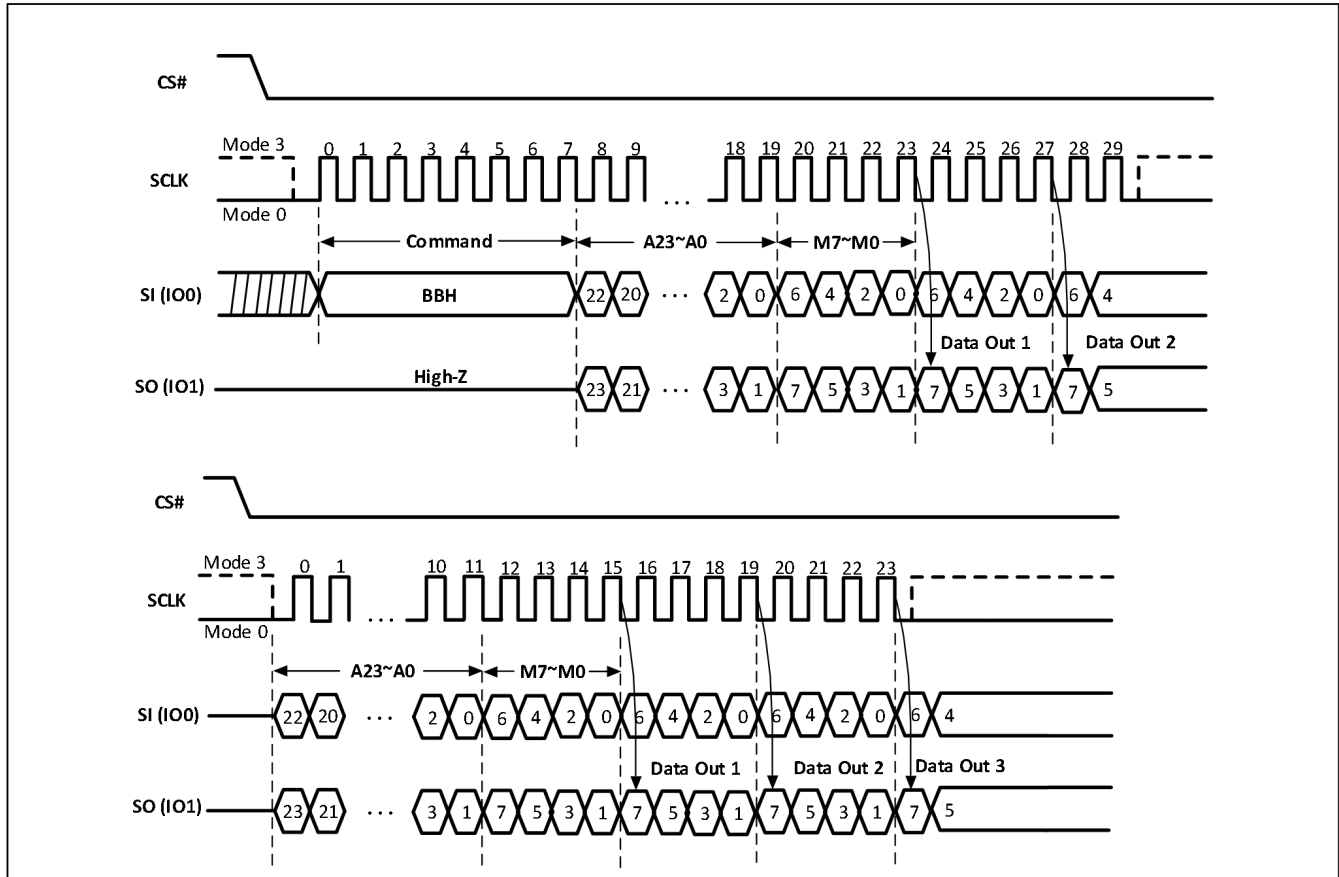 CS#
Mode 3
0 1 2 3 4 5 6 7 8 9 18 19 20 21 22 23 24 25 26 27 28 29
SCLK
...
Mode 0
Command A23~A0 M7~M0
SI (IO0) BBH 22 20 ... 2 0 6 4 2 0 6 4 2 0 6 4
Data Out 1 Data Out 2
SO (IO1) High-Z 23 21 ... 3 1 7 5 3 1 7 5 3 1 7 5
CS#
Mode 3
0 1 10 11 12 13 14 15 16 17 18 19 20 21 22 23
SCLK
...
Mode 0
A23~A0 M7~M0
SI (IO0) 22 20 ... 2 0 6 4 2 0 6 4 2 0 6 4 2 0 6 4
Data Out 1 Data Out 2 Data Out 3
SO (IO1) 23 21 ... 3 1 7 5 3 1 7 5 3 1 7 5 3 1 7 5